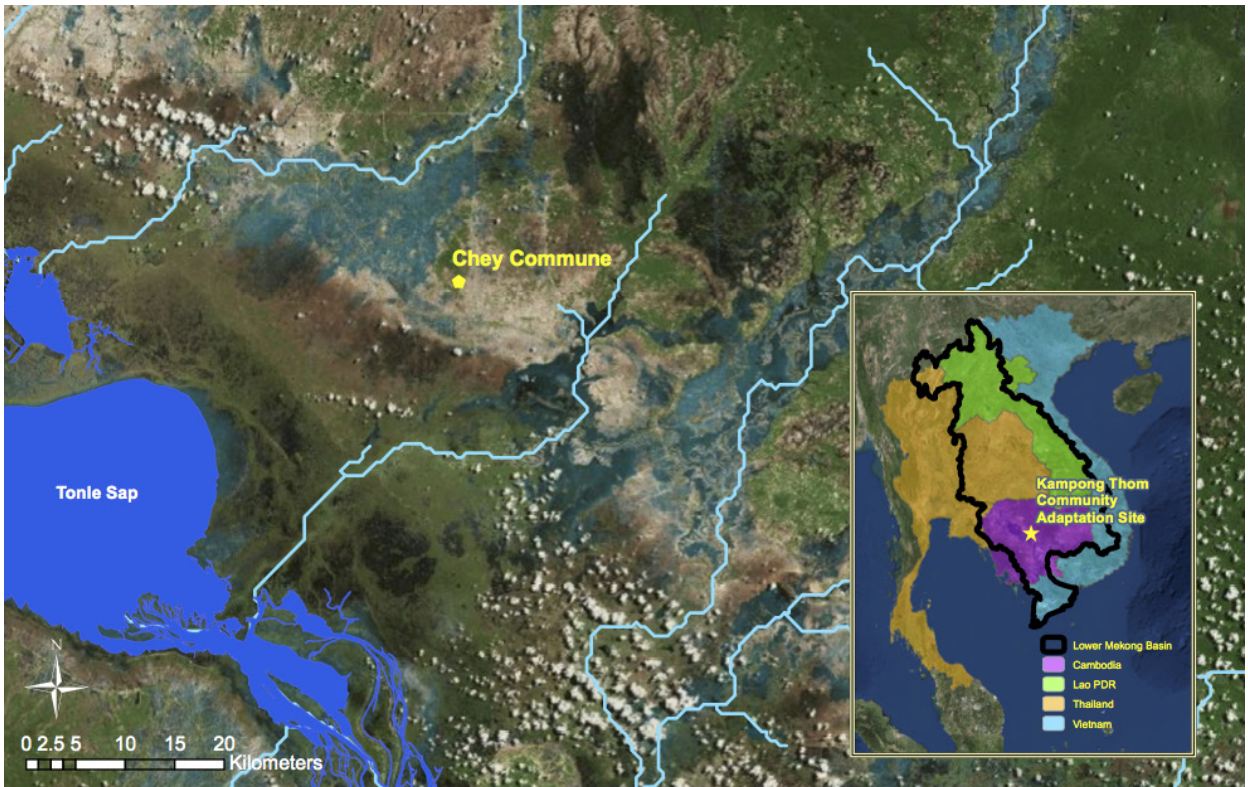 Chey Commune
Tonle Sap
N
0 2.5 5 10 15 20
Kilometers
Kampong Thom
Community
Adaptation Site
Lower Mekong Basin
Cambodia
Lao PDR
Thailand
Vietnam